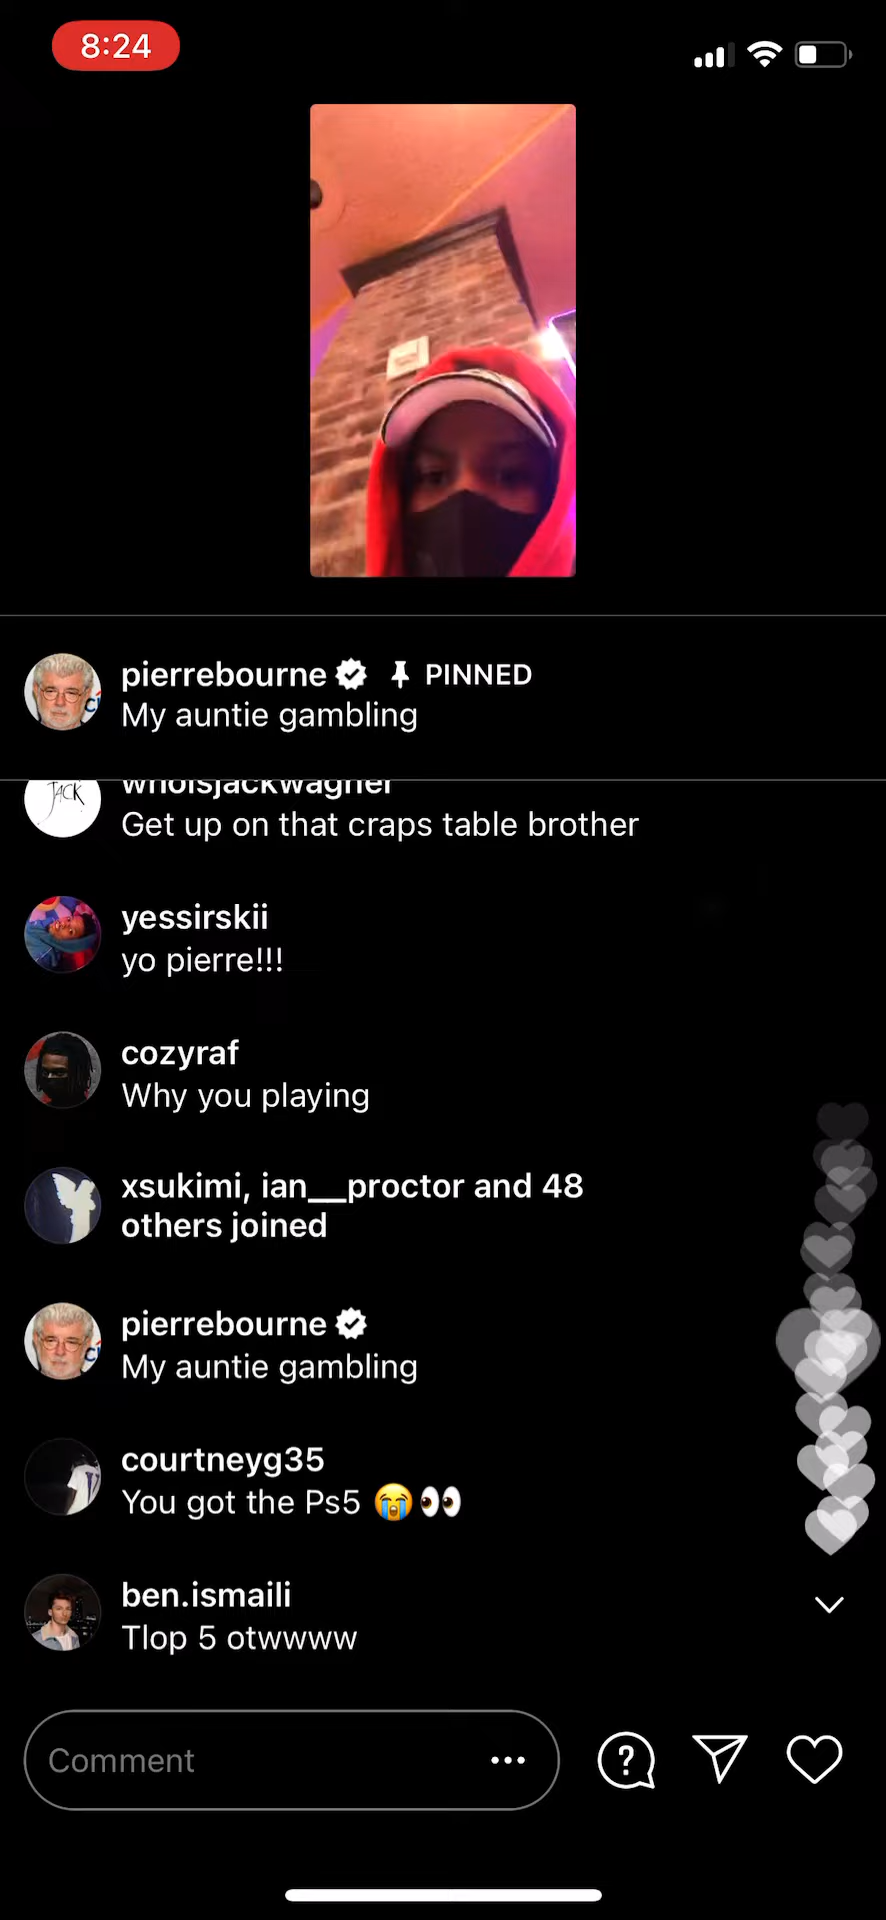 8:24
pierrebourne PINNED
My auntie gambling
JACK
whoisjackwagner
Get up on that craps table brother
yessirskii
yo pierre!!!
cozyraf
Why you playing
xsukimi, ian__proctor and 48
others joined
pierrebourne
My auntie gambling
courtneyg35
You got the Ps5 😭👀
ben.ismaili
Tlop 5 otwwww
Comment